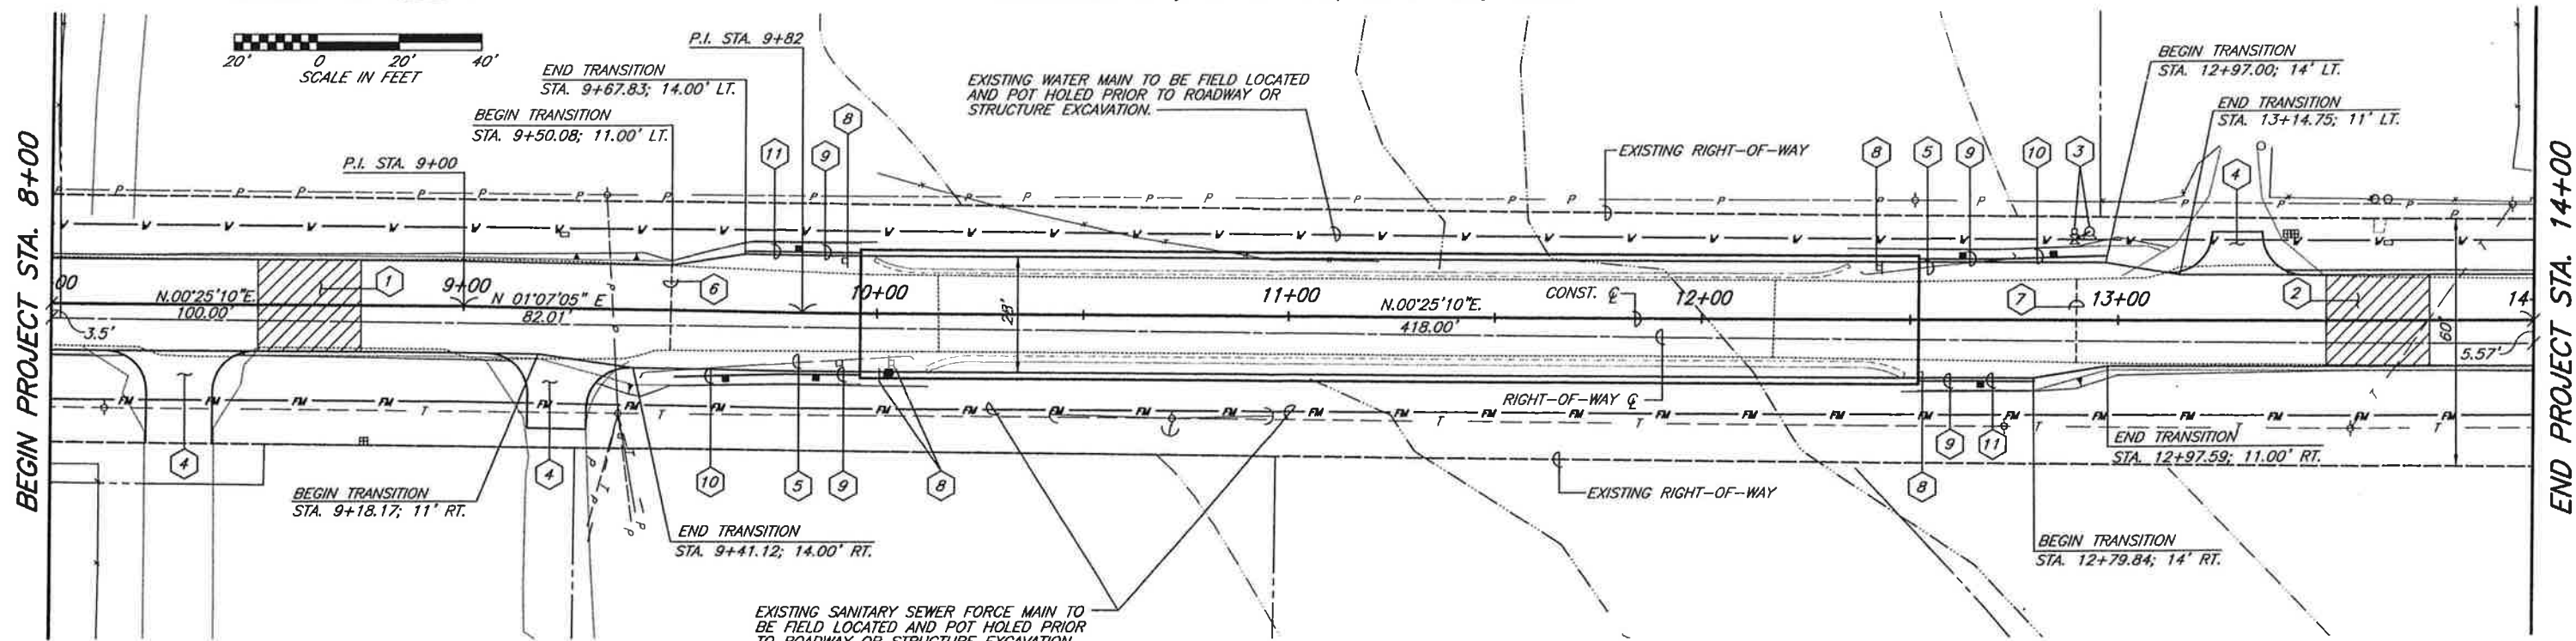 BEGIN PROJECT STA. 8+00
20' 0 20' 40'
SCALE IN FEET
P.I. STA. 9+82
END TRANSITION
STA. 9+67.83; 14.00' LT.
BEGIN TRANSITION
STA. 9+50.08; 11.00' LT.
P.I. STA. 9+00
EXISTING WATER MAIN TO BE FIELD LOCATED
AND POT HOLED PRIOR TO ROADWAY OR
STRUCTURE EXCAVATION.
EXISTING RIGHT-OF-WAY
BEGIN TRANSITION
STA. 12+97.00; 14' LT.
END TRANSITION
STA. 13+14.75; 11' LT.
11 9 8
8 5 9 10 3 4
00
N.00°25'10"E.
100.00'
3.5'
1
9+00
N 01°07'05" E
82.01'
6
10+00
28'
11+00
N.00°25'10"E.
418.00'
CONST. ℄
12+00
7
13+00
2
14
60'
5.57'
RIGHT-OF-WAY ℄
4 4 10 5 9 8
9 11 8
BEGIN TRANSITION
STA. 9+18.17; 11' RT.
END TRANSITION
STA. 9+41.12; 14.00' RT.
EXISTING RIGHT-OF-WAY
END TRANSITION
STA. 12+97.59; 11.00' RT.
BEGIN TRANSITION
STA. 12+79.84; 14' RT.
EXISTING SANITARY SEWER FORCE MAIN TO
BE FIELD LOCATED AND POT HOLED PRIOR
TO ROADWAY OR STRUCTURE EXCAVATION
END PROJECT STA. 14+00